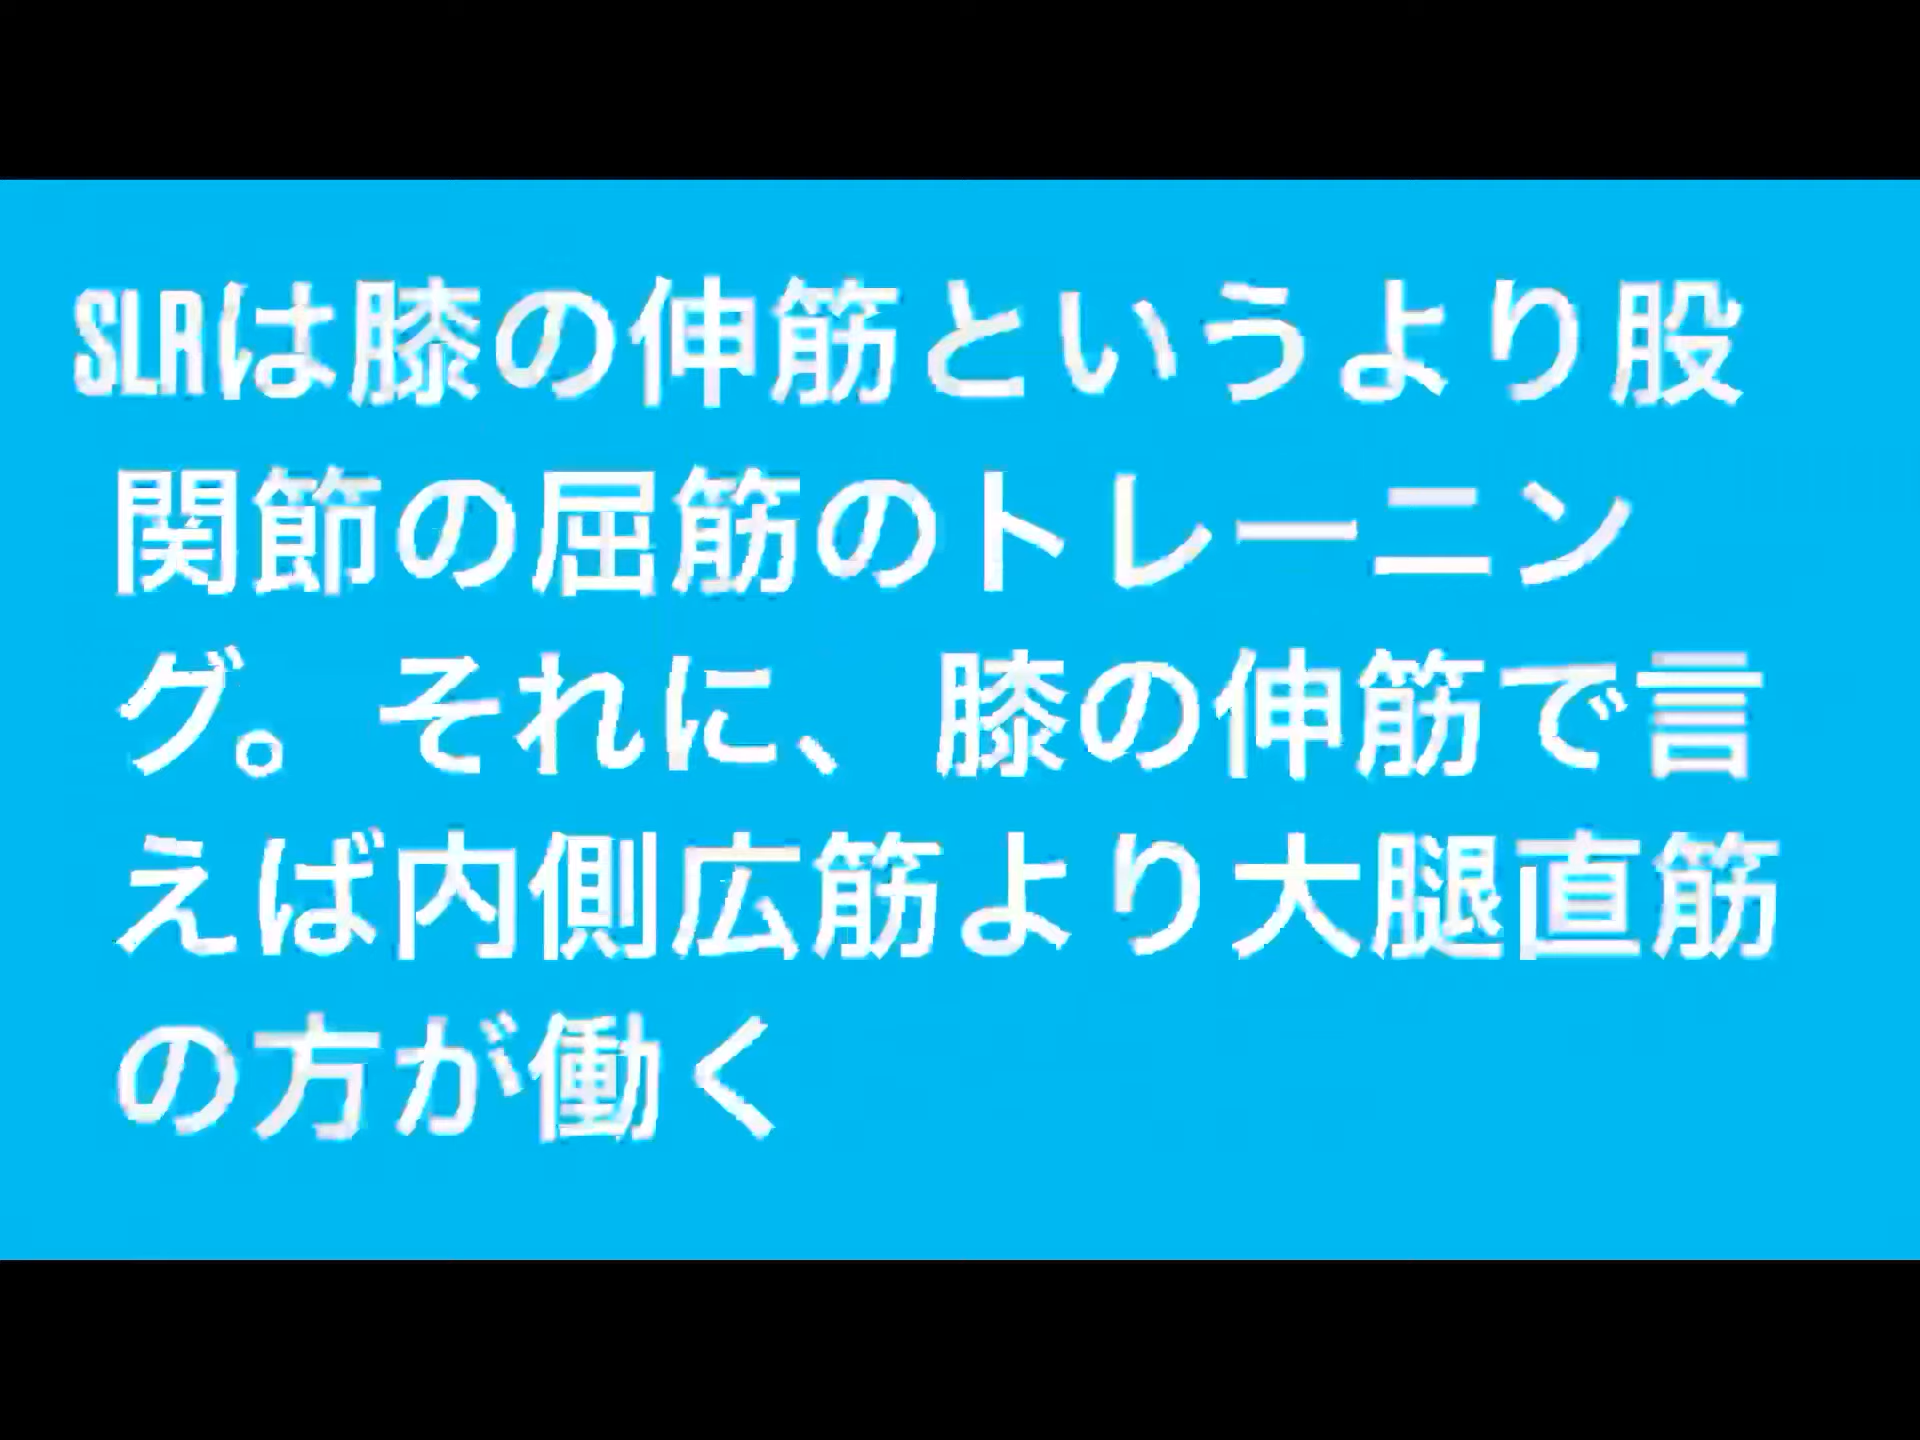 SLRは膝の伸筋というより股
関節の屈筋のトレーニン
グ。それに、膝の伸筋で言
えば内側広筋より大腿直筋
の方が働く